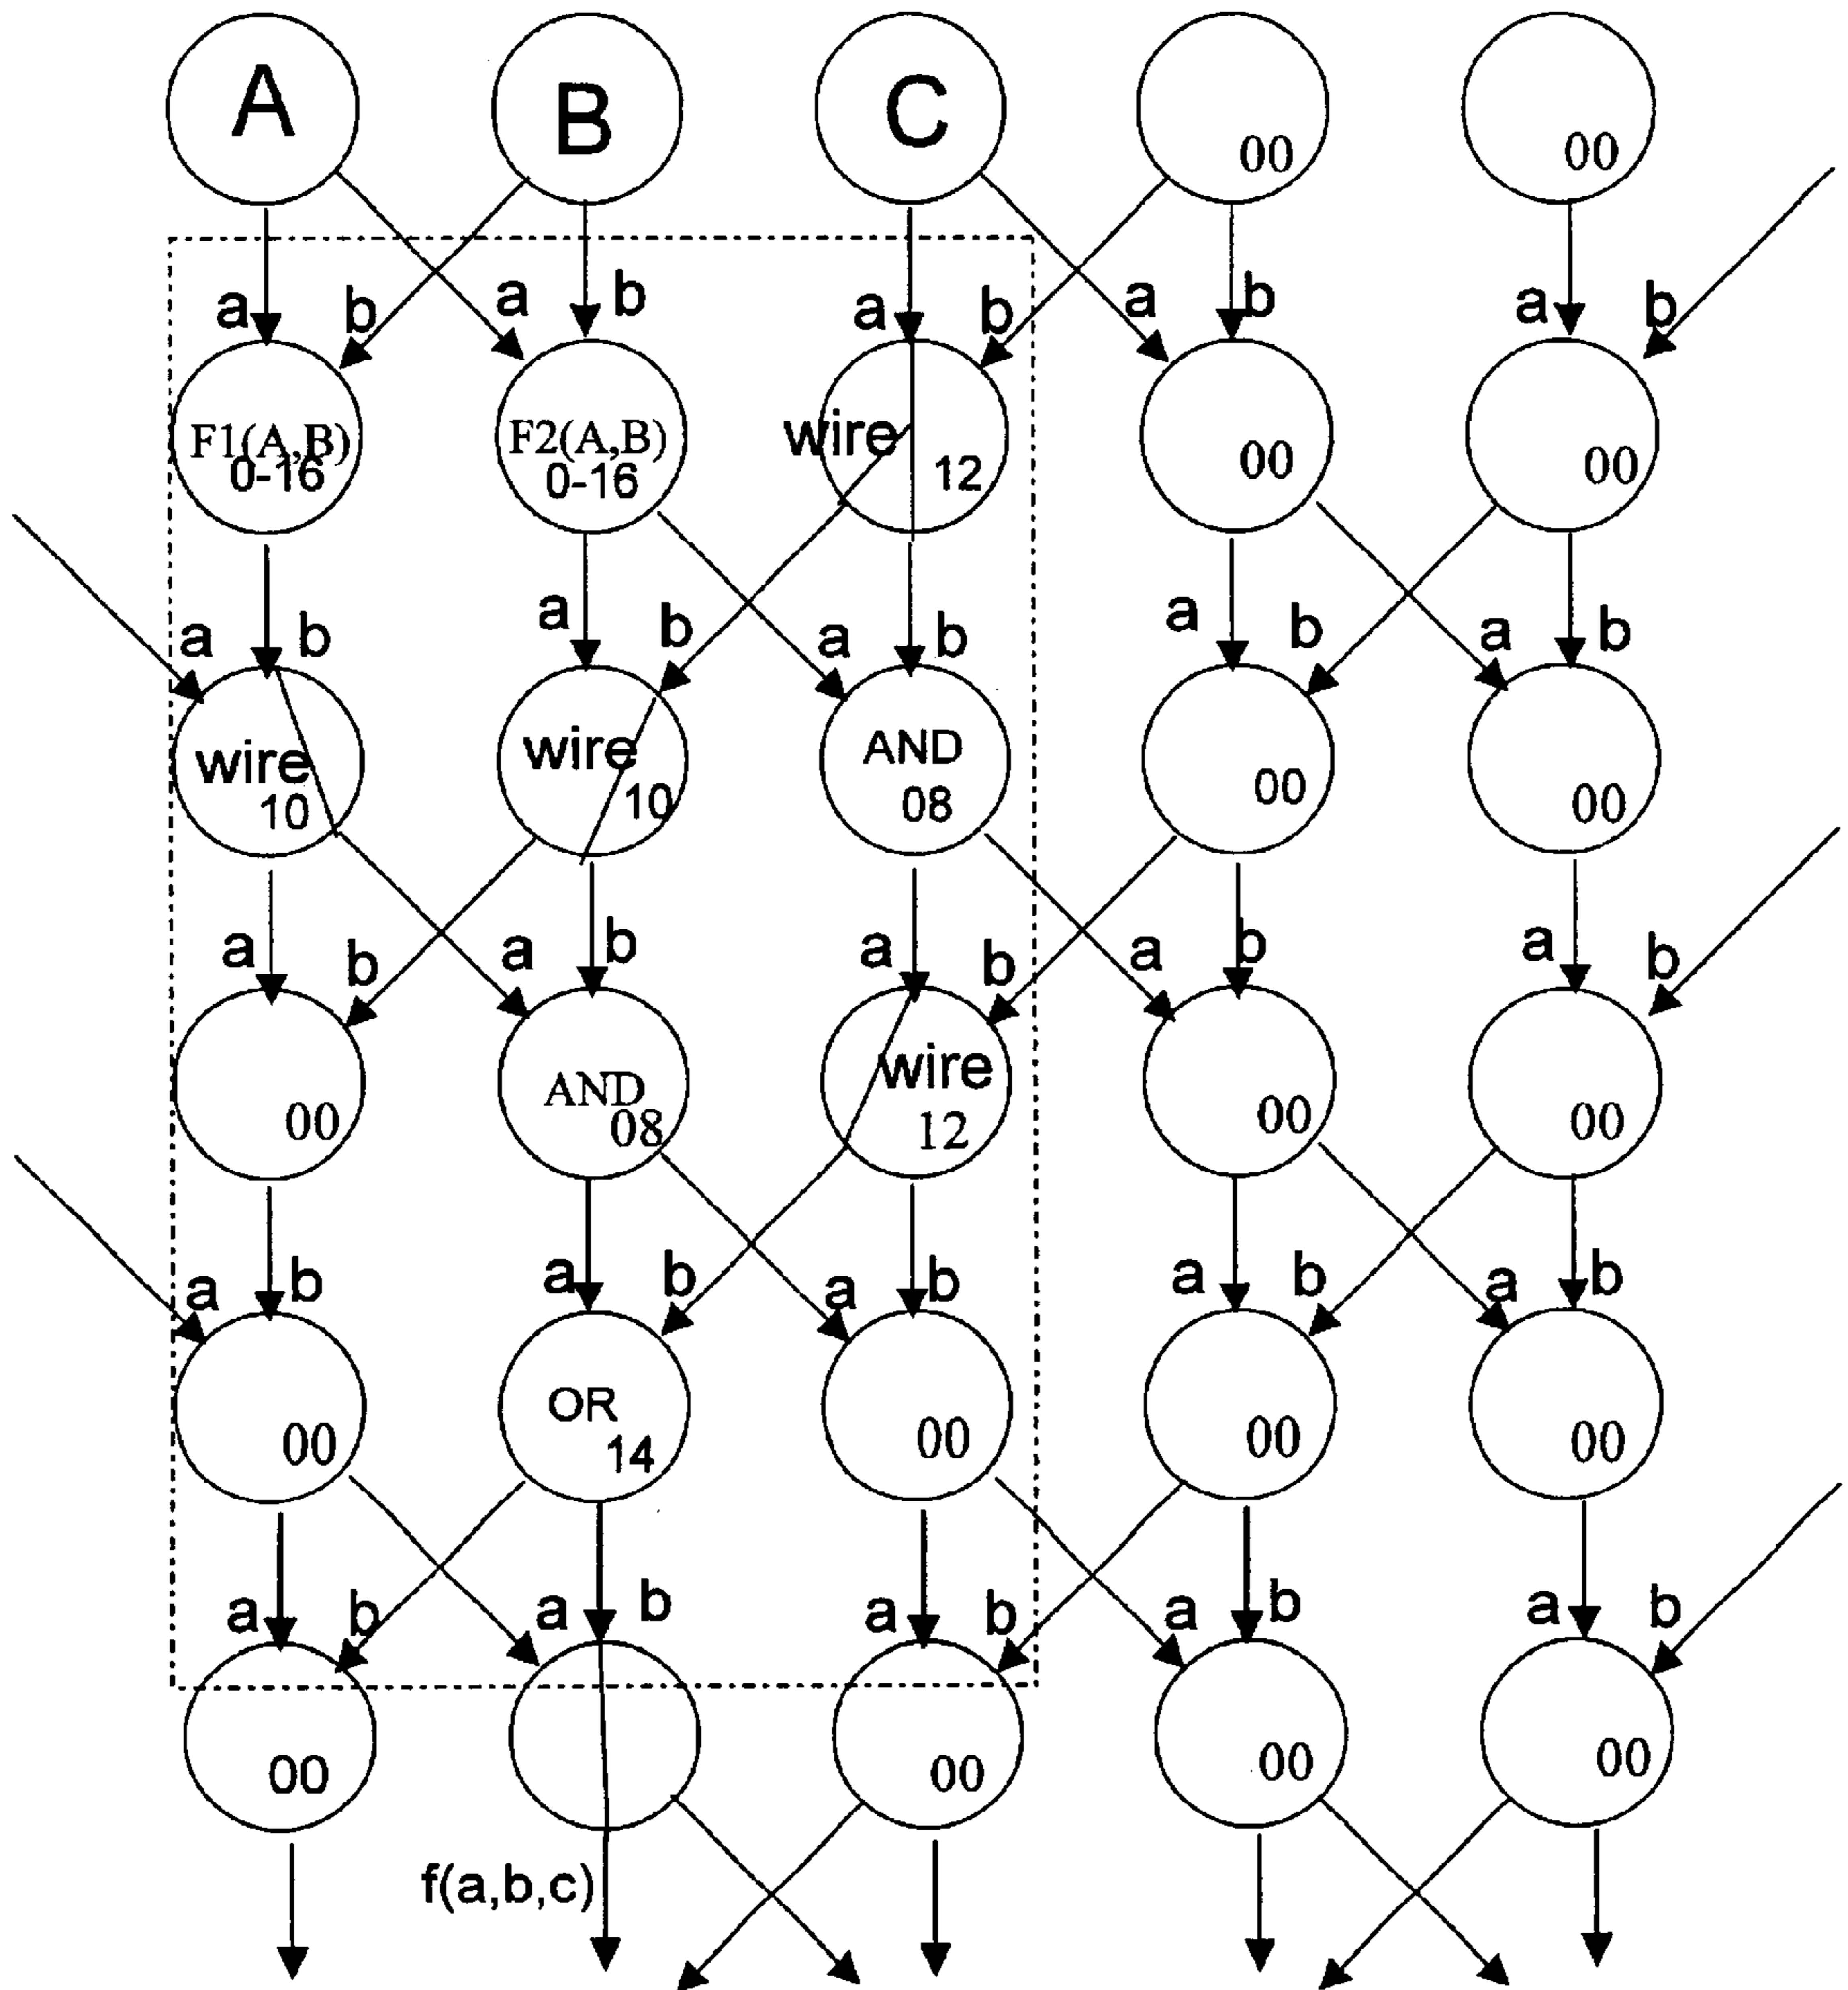 A B C 00 00
a b a b a b a b a b
F1(A,B) F2(A,B) wire 00 00
0-16 0-16 12
a b a b a b a b a b
wire wire AND 00 00
10 10 08
a b a b a b a b a b
00 AND 08 wire 12 00 00
a b a b a b a b a b
00 OR 14 00 00 00
a b a b a b a b a b
00 00 00 00
f(a,b,c)